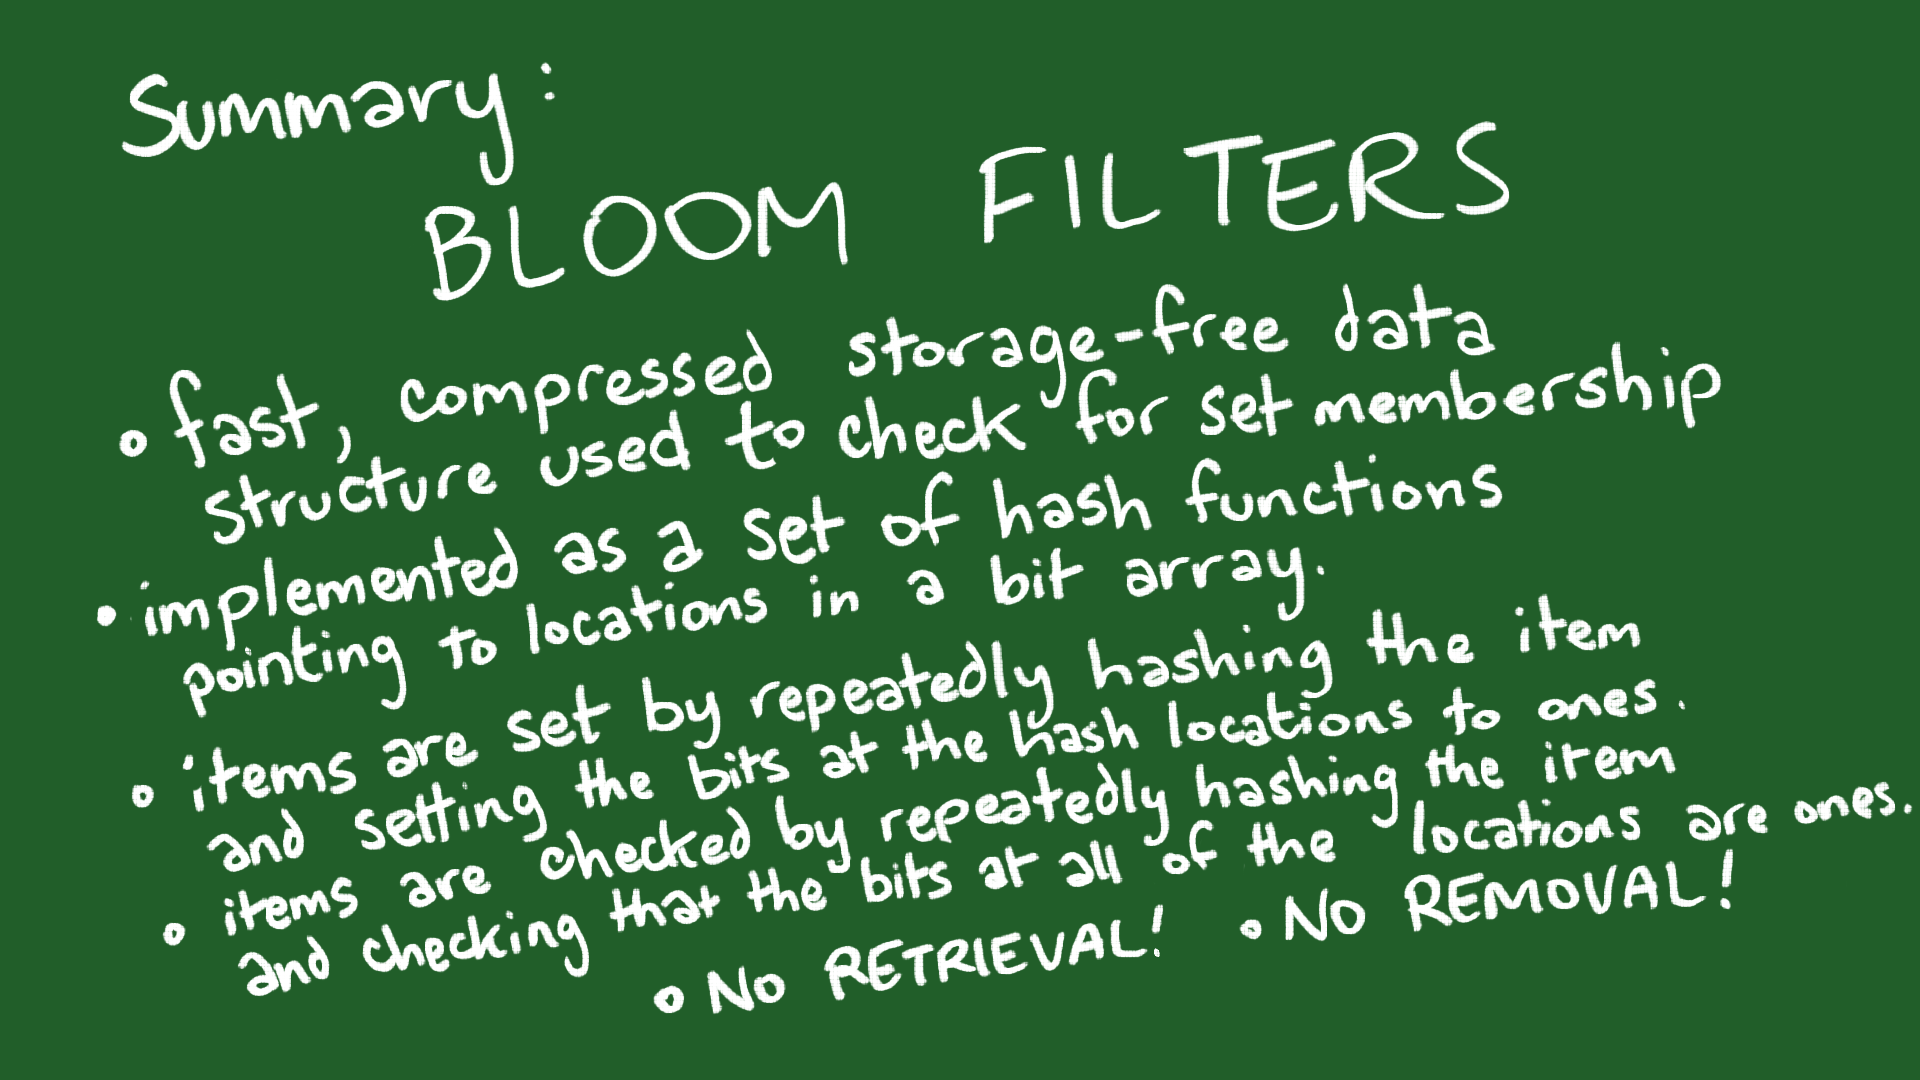 Summary:
BLOOM FILTERS
• fast, compressed storage-free data
structure used to check for set membership
• implemented as a set of hash functions
pointing to locations in a bit array.
• items are set by repeatedly hashing the item
and setting the bits at the hash locations to ones.
• items are checked by repeatedly hashing the item
and checking that the bits at all of the locations are ones.
• NO RETRIEVAL! • NO REMOVAL!